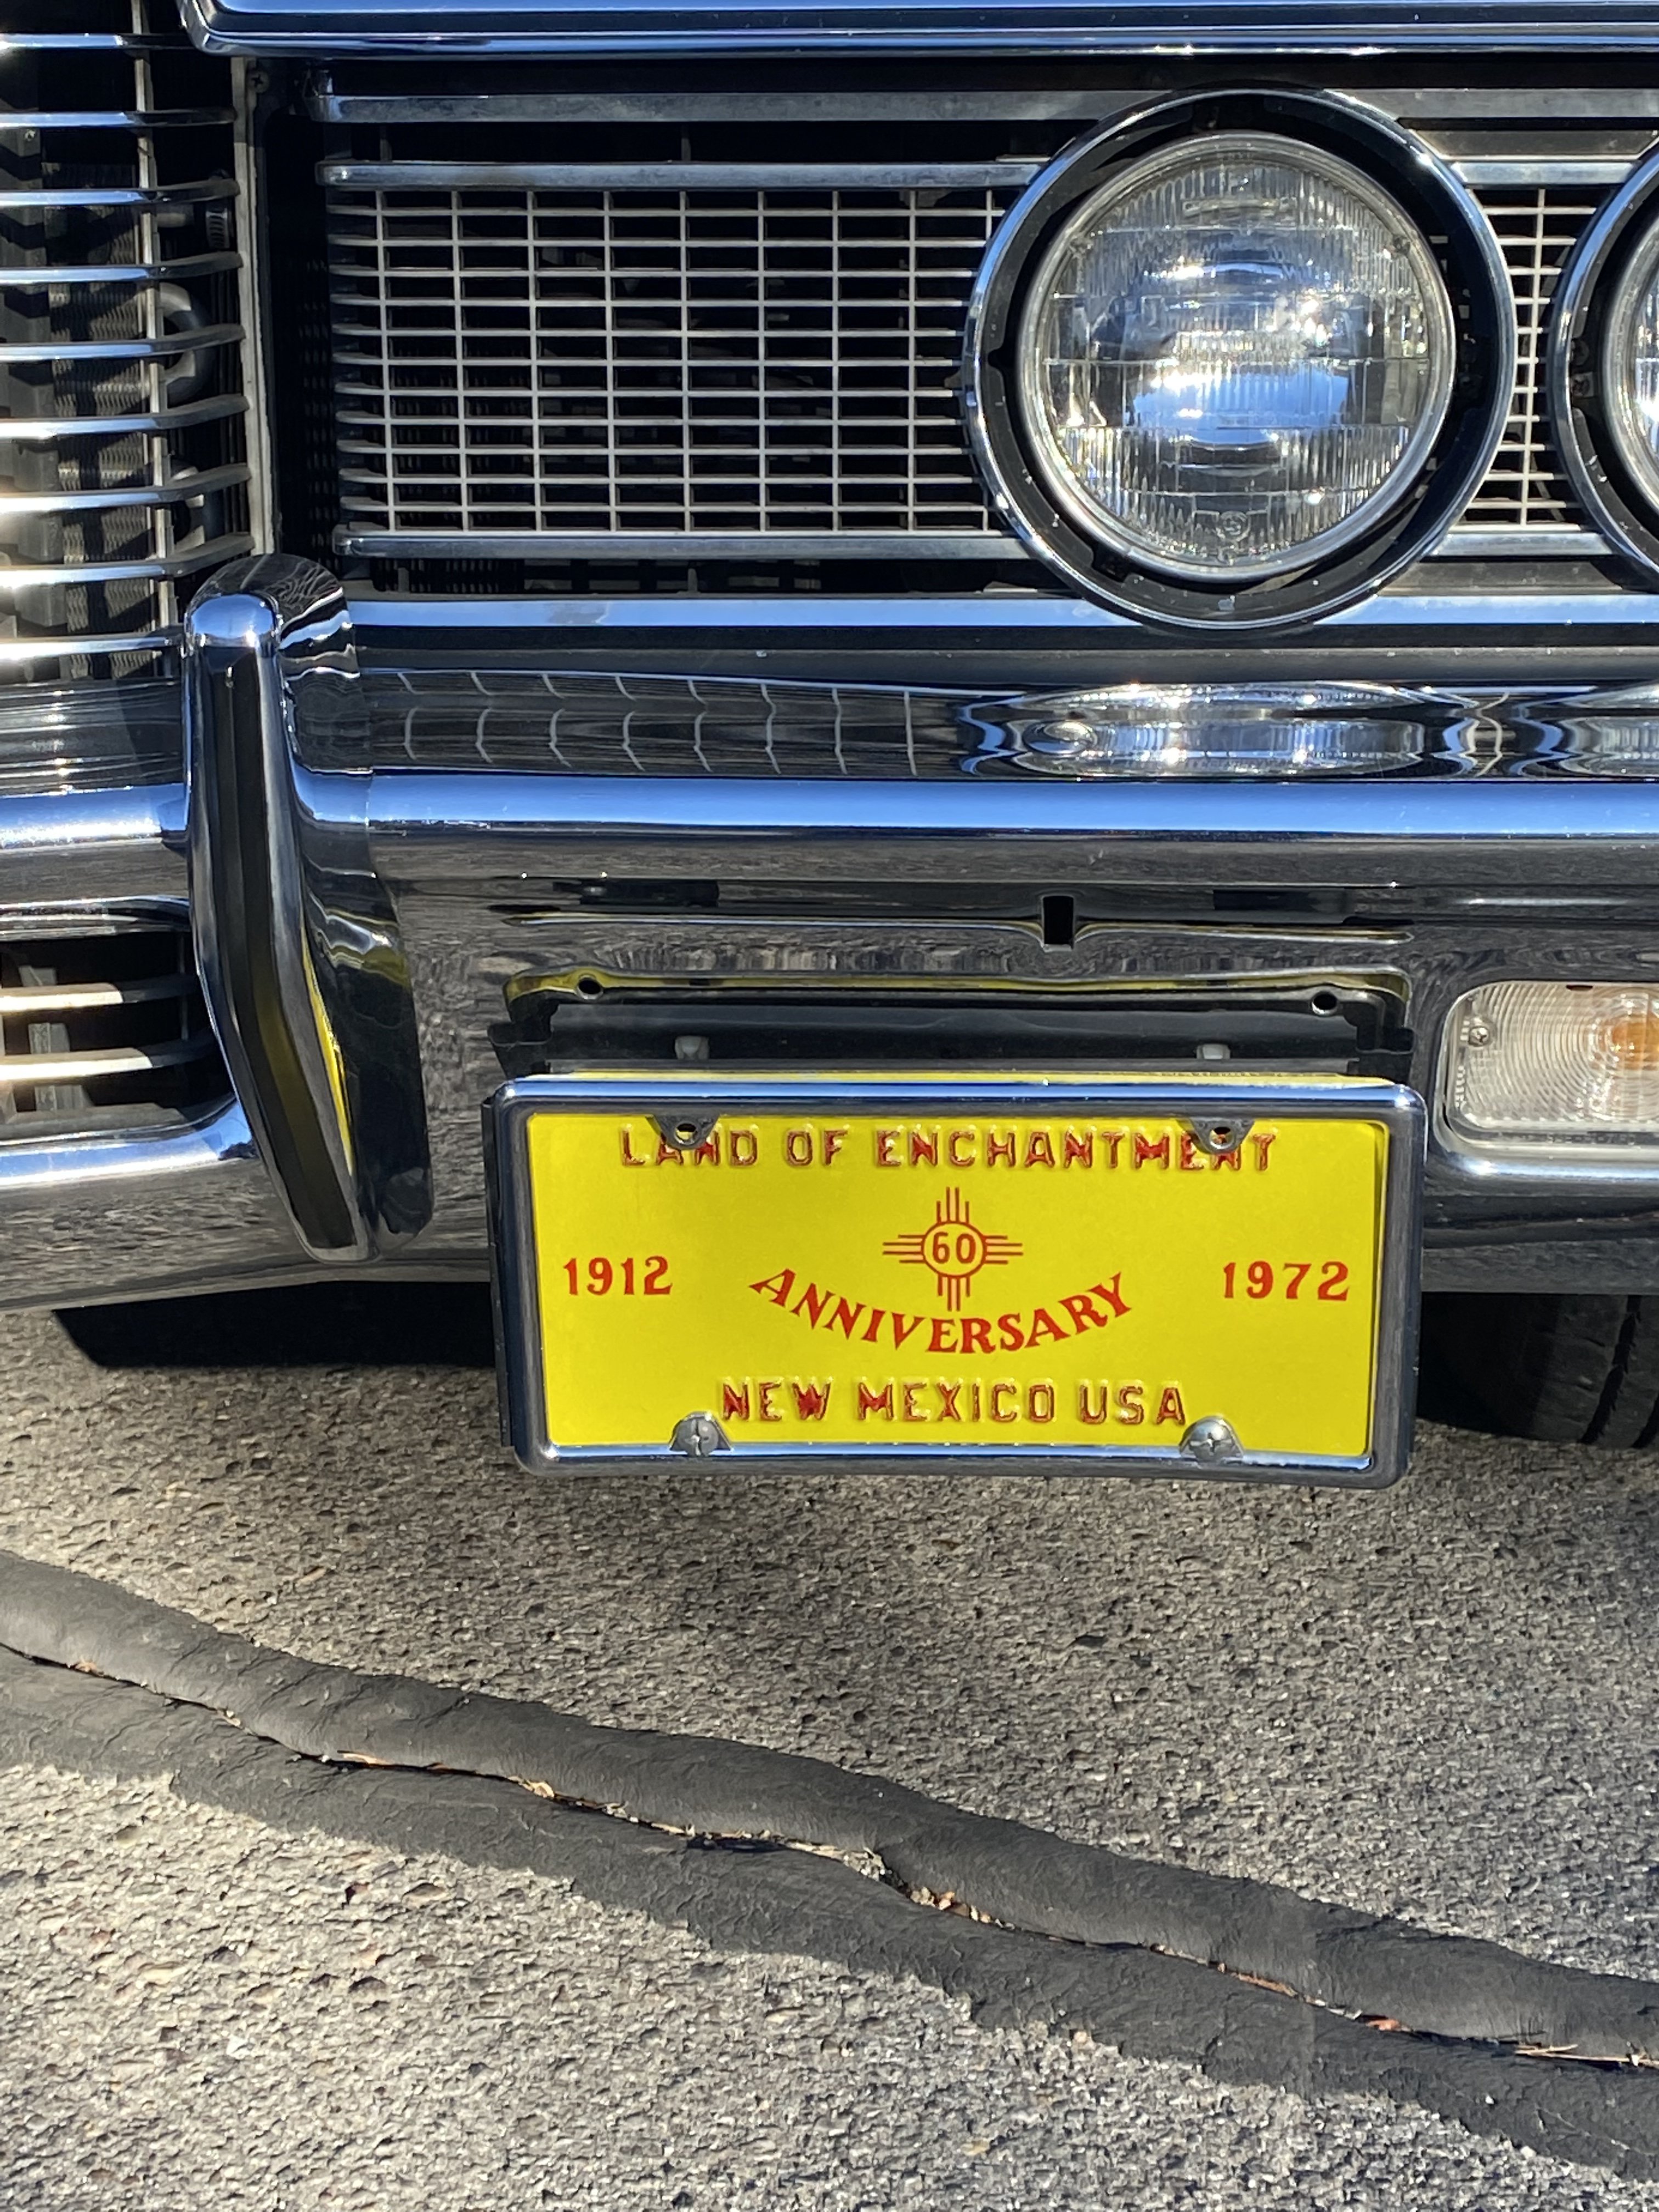 LAND OF ENCHANTMENT
60
1912 ANNIVERSARY 1972
NEW MEXICO USA